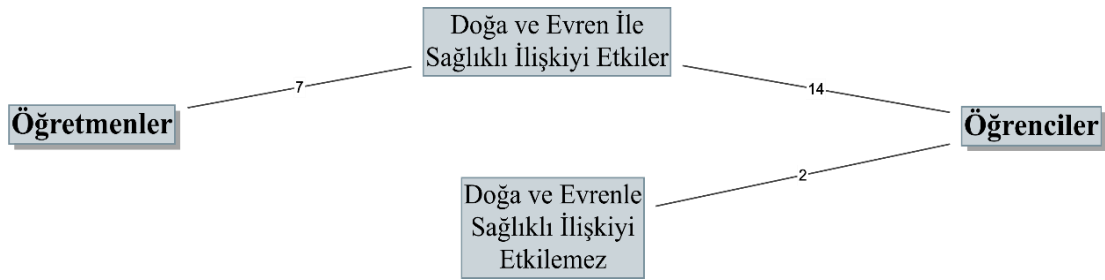 Doğa ve Evren İle
Sağlıklı İlişkiyi Etkiler
7
14
Öğretmenler
Öğrenciler
2
Doğa ve Evrenle
Sağlıklı İlişkiyi
Etkilemez